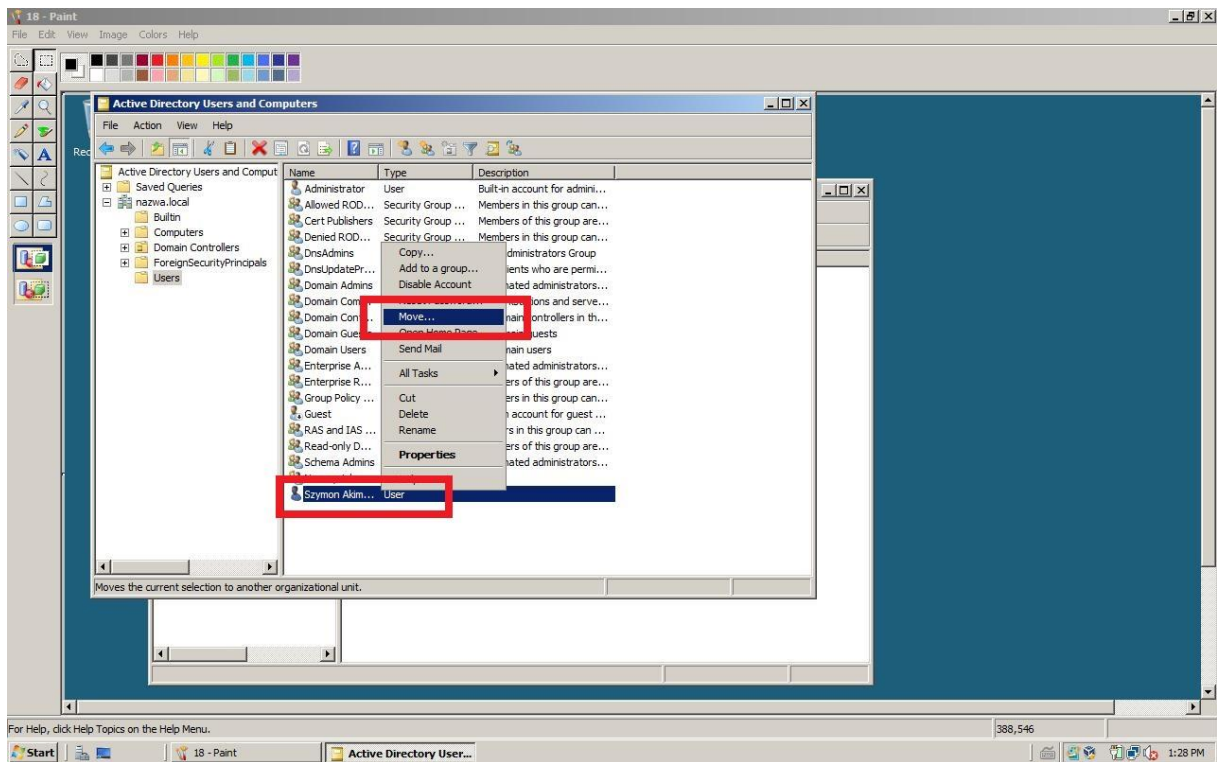 18 - Paint
File Edit View Image Colors Help
Active Directory Users and Computers
File Action View Help
Rec
Active Directory Users and Comput
Saved Queries
nazwa.local
Builtin
Computers
Domain Controllers
ForeignSecurityPrincipals
Users
Name Type Description
Administrator User Built-in account for admini...
Allowed ROD... Security Group ... Members in this group can...
Cert Publishers Security Group ... Members of this group are...
Denied ROD... Security Group ... Members in this group can...
DnsAdmins Copy... dministrators Group
DnsUpdatePr... Add to a group... ients who are permi...
Domain Admins Disable Account nated administrators...
Domain Com ions and serve...
Domain Con Move... main controllers in th...
Domain Gue Open Home Page uests
Domain Users Send Mail main users
Enterprise A... nated administrators...
All Tasks
Enterprise R... ers of this group are...
Group Policy ... Cut ers in this group can...
Guest Delete account for guest ...
RAS and IAS ... Rename rs in this group can ...
Read-only D... ers of this group are...
Properties
Schema Admins nated administrators...
Szymon Akim... User
Moves the current selection to another organizational unit.
For Help, click Help Topics on the Help Menu. 388,546
Start 18 - Paint Active Directory User... 1:28 PM